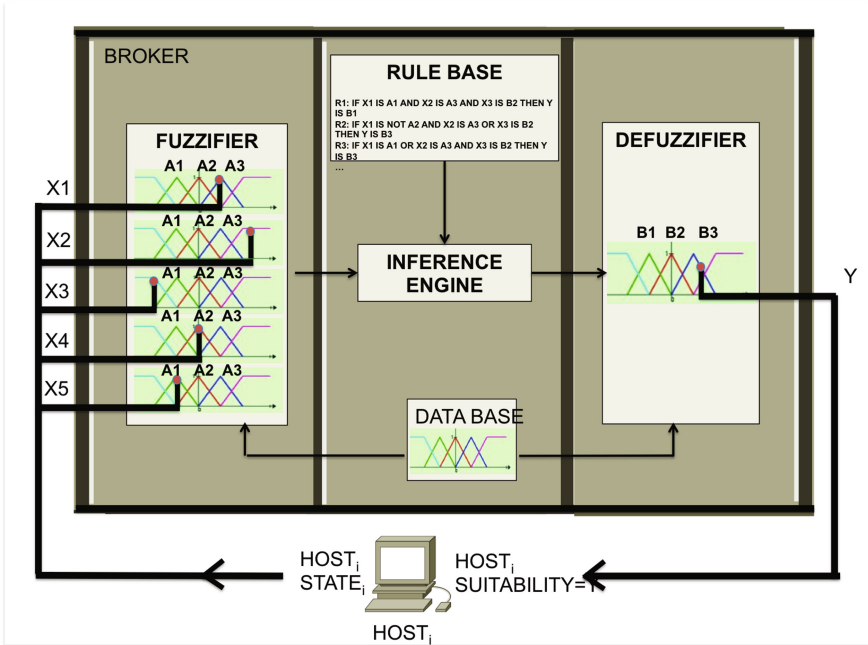 BROKER
RULE BASE
R1: IF X1 IS A1 AND X2 IS A3 AND X3 IS B2 THEN Y
IS B1
R2: IF X1 IS NOT A2 AND X2 IS A3 OR X3 IS B2
THEN Y IS B3
R3: IF X1 IS A1 OR X2 IS A3 AND X3 IS B2 THEN Y
IS B3
...
FUZZIFIER
A1 A2 A3
A1 A2 A3
A1 A2 A3
A1 A2 A3
A1 A2 A3
X1
X2
X3
X4
X5
INFERENCE
ENGINE
DEFUZZIFIER
B1 B2 B3
Y
DATA BASE
HOSTi
STATEi
HOSTi
SUITABILITY=Y
HOSTi